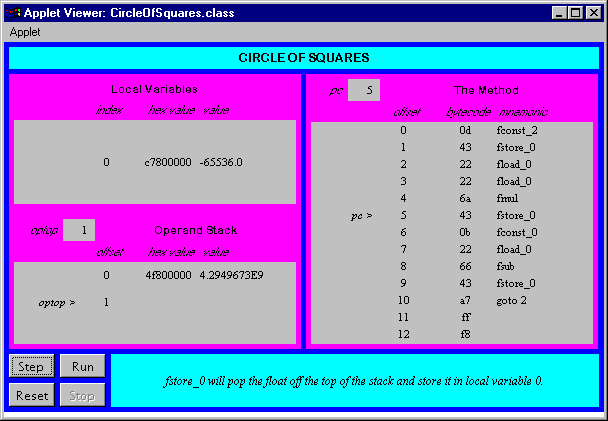 Applet Viewer: CircleOfSquares.class
Applet
CIRCLE OF SQUARES
Local Variables
index hex value value
0 c7800000 -65536.0
optop 1 Operand Stack
offset hex value value
0 4f800000 4.2949673E9
optop > 1
pc 5 The Method
offset bytecode mnemonic
0 0d fconst_2
1 43 fstore_0
2 22 fload_0
3 22 fload_0
4 6a fmul
pc > 5 43 fstore_0
6 0b fconst_0
7 22 fload_0
8 66 fsub
9 43 fstore_0
10 a7 goto 2
11 ff
12 f8
Step Run
Reset Stop
fstore_0 will pop the float off the top of the stack and store it in local variable 0.